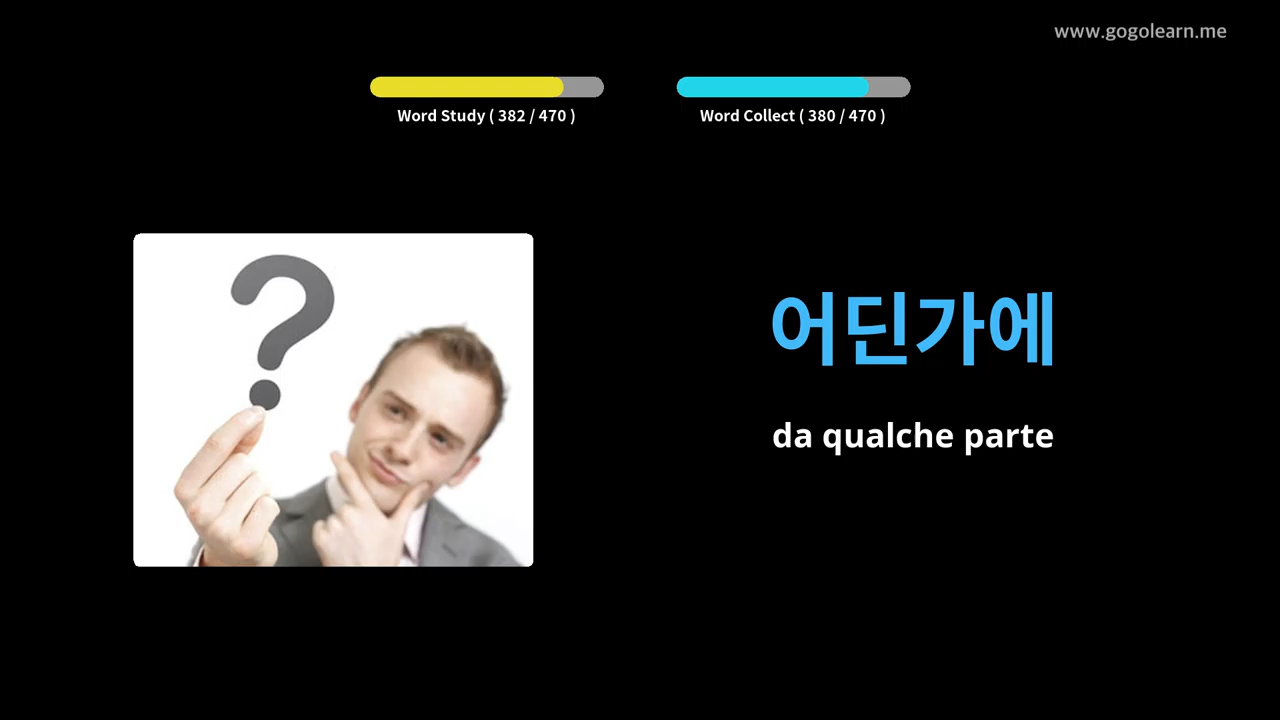 www.gogolearn.me
Word Study ( 382 / 470 )
Word Collect ( 380 / 470 )
어딘가에
da qualche parte